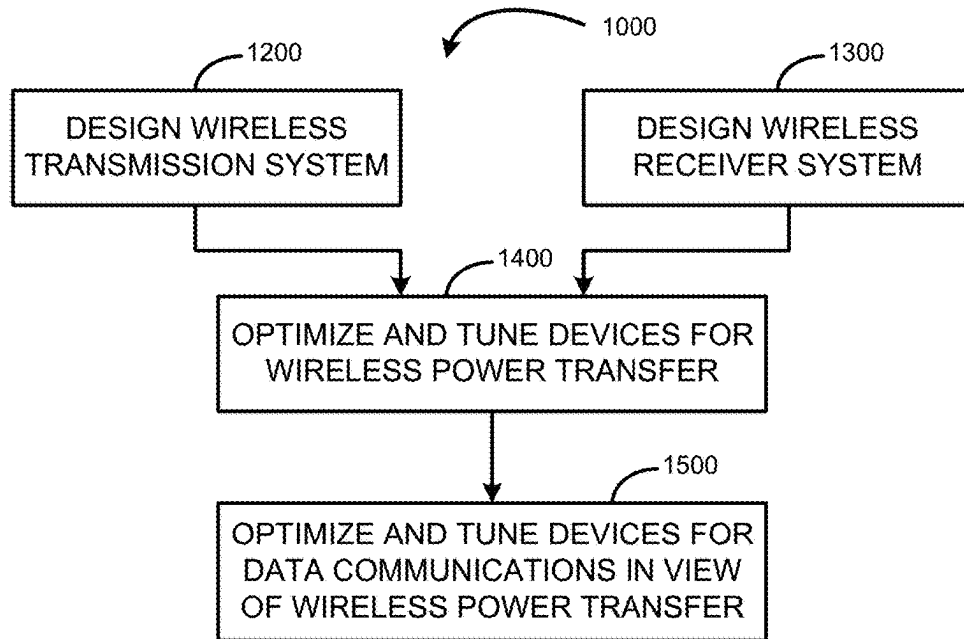 1000
1200
1300
DESIGN WIRELESS
TRANSMISSION SYSTEM
DESIGN WIRELESS
RECEIVER SYSTEM
1400
OPTIMIZE AND TUNE DEVICES FOR
WIRELESS POWER TRANSFER
1500
OPTIMIZE AND TUNE DEVICES FOR
DATA COMMUNICATIONS IN VIEW
OF WIRELESS POWER TRANSFER